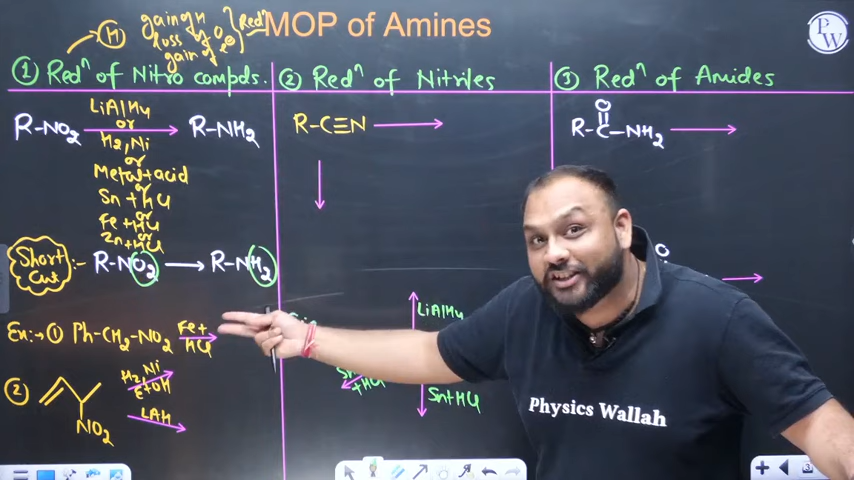 MOP of Amines
P
W
H
gain of H
loss of O
gain of e⊖
Redⁿ
① Redⁿ of Nitro compds.
② Redⁿ of Nitriles
③ Redⁿ of Amides
R-NO₂
LiAlH₄
or
H₂, Ni
or
Metal + acid
or
Sn + HCl
or
Fe + HCl
or
Zn + HCl
R-NH₂
R-C≡N
O
R-C-NH₂
Short Cut :- R-NO₂ → R-NH₂
O
Ex:→ ① Ph-CH₂-NO₂
Fe +
HCl
②
NO₂
H₂, Ni
EtOH
LAH
LiAlH₄
+ HCl
Sn + HCl
Physics Wallah